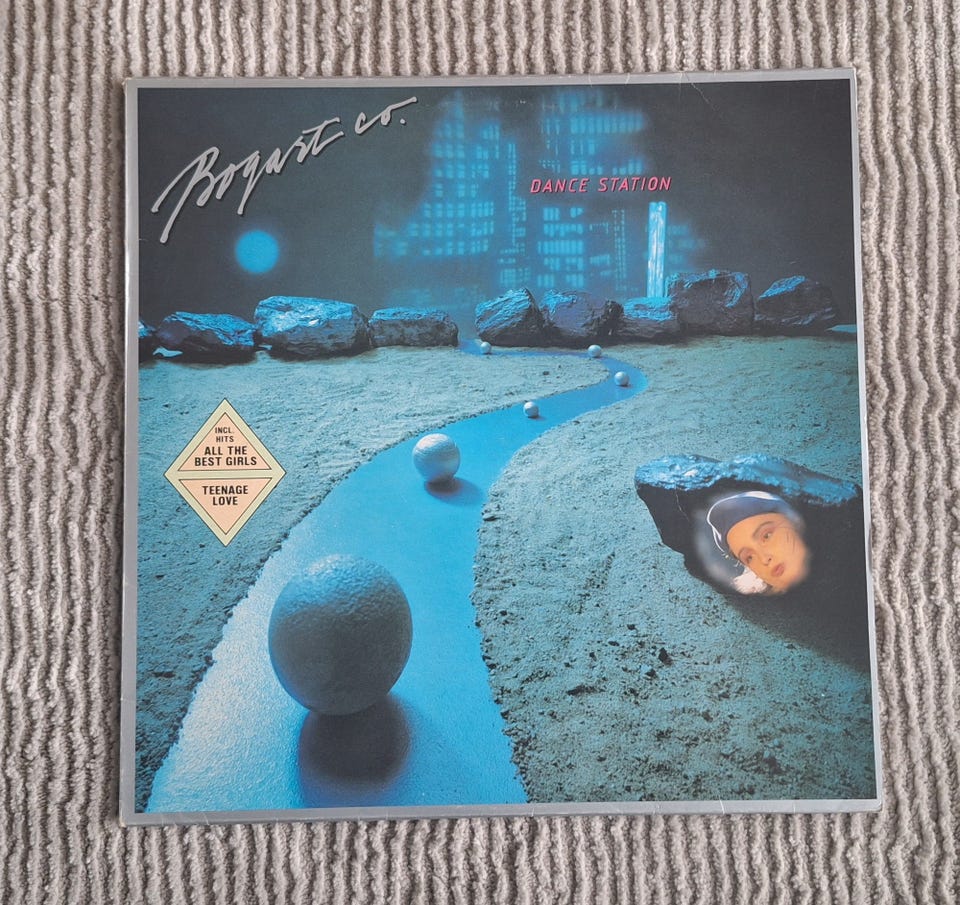 Bogart co.
DANCE STATION
INCL.
HITS
ALL THE
BEST GIRLS
TEENAGE
LOVE